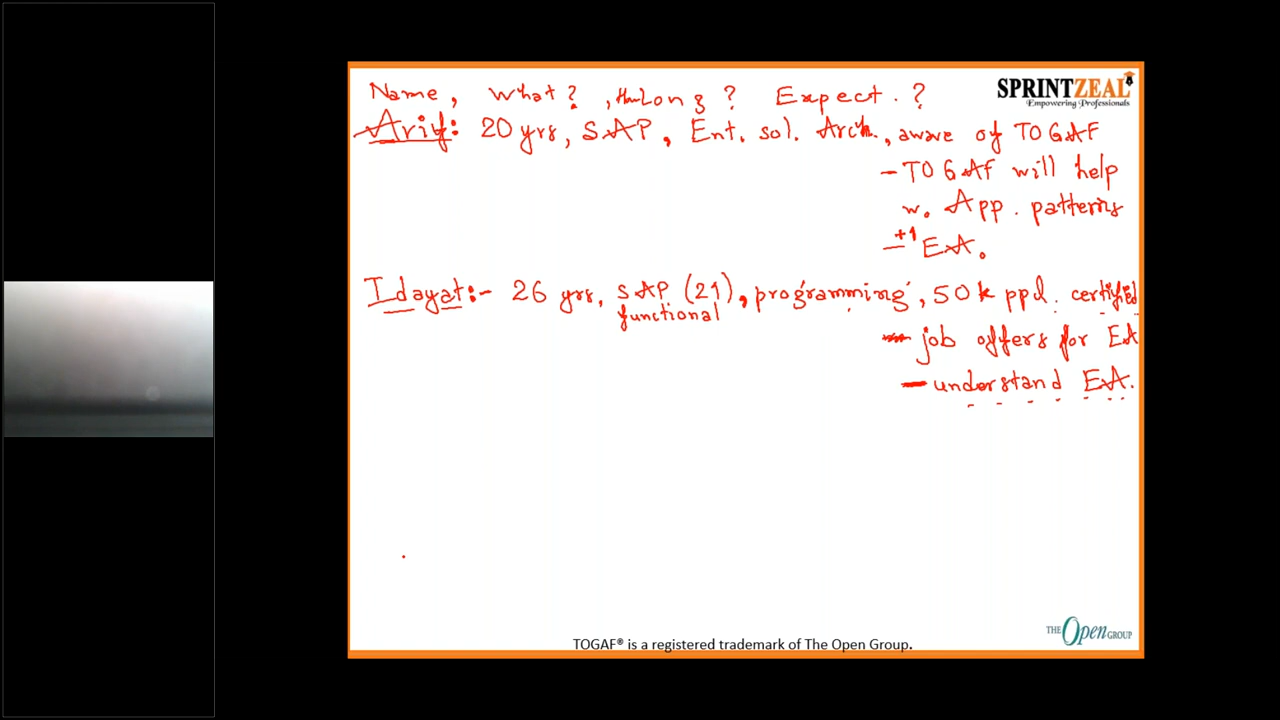 Name, What?, How Long? Expect.?
SPRINTZEAL
Empowering Professionals
Arif: 20 yrs, SAP, Ent. sol. Arch., aware of TOGAF
- TOGAF will help
w. App. patterns
- +1 EA.
Idayat:- 26 yrs, SAP (21), programming, 50k ppl. certified
functional
- job offers for EA
- understand EA.
THE Open GROUP
TOGAF® is a registered trademark of The Open Group.